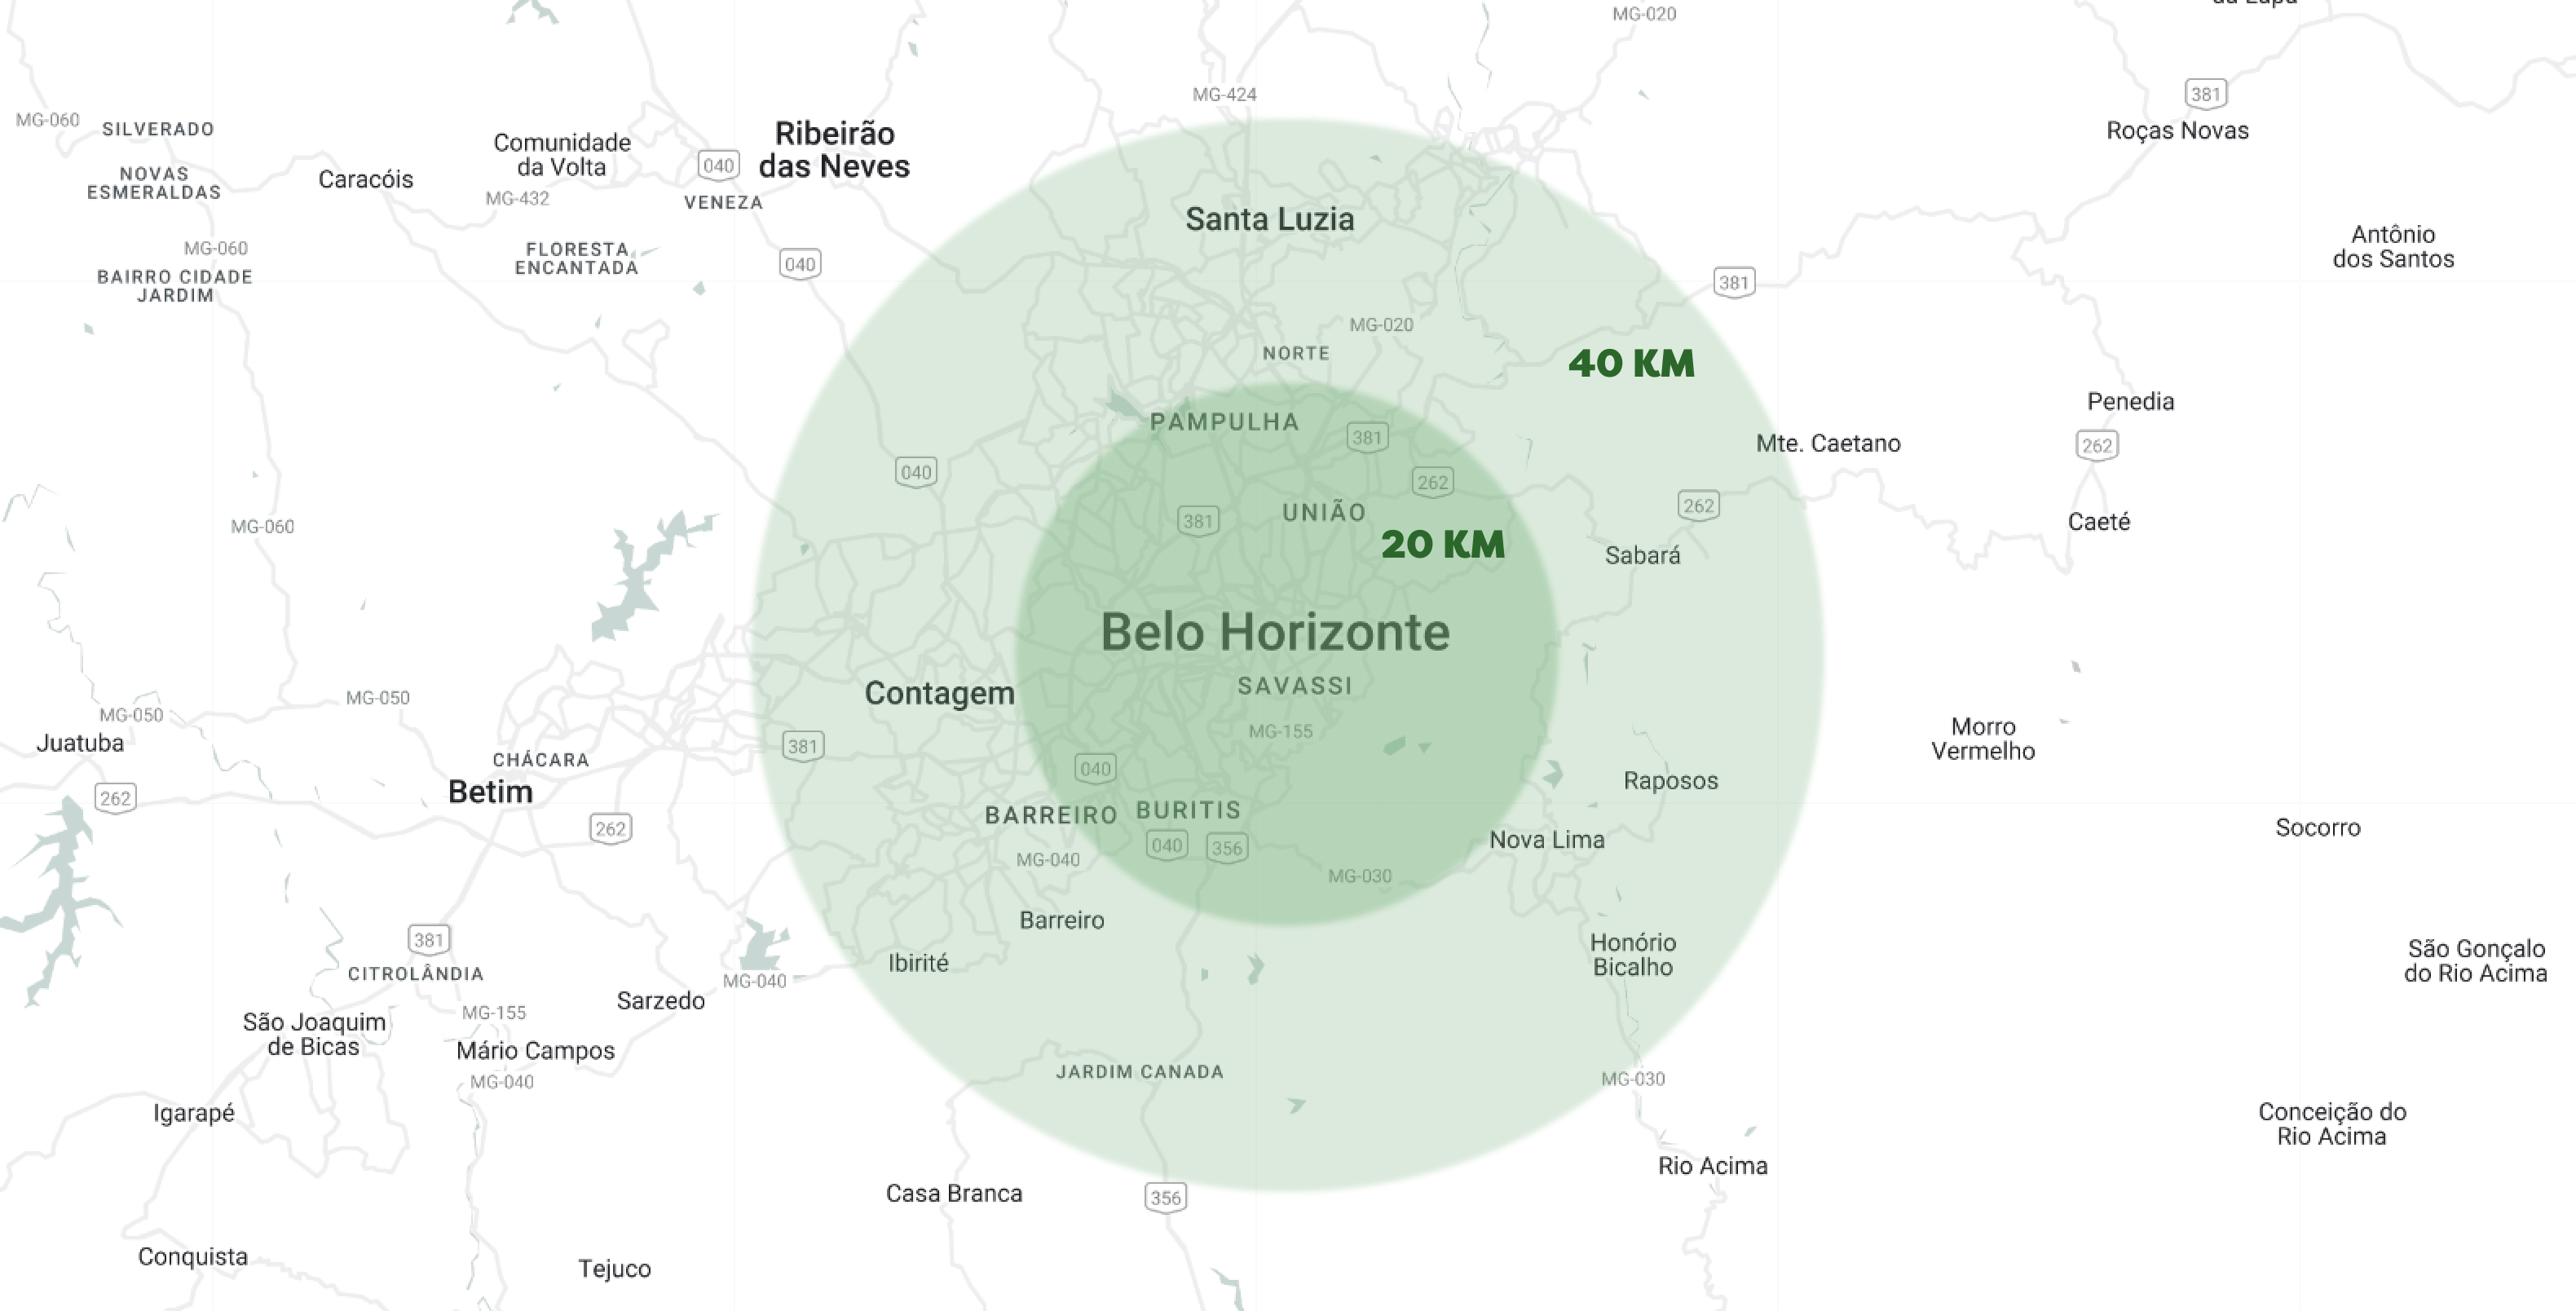 da Lapa
MG-020
381
MG-424
MG-060
SILVERADO
Roças Novas
Ribeirão
das Neves
Comunidade
da Volta
040
NOVAS
ESMERALDAS
Caracóis
MG-432
VENEZA
Santa Luzia
Antônio
dos Santos
MG-060
FLORESTA
ENCANTADA
040
BAIRRO CIDADE
JARDIM
381
MG-020
NORTE
40 KM
Penedia
PAMPULHA
381
Mte. Caetano
262
040
262
262
UNIÃO
381
Caeté
MG-060
20 KM
Sabará
Belo Horizonte
SAVASSI
Contagem
MG-050
MG-050
MG-155
Morro
Vermelho
Juatuba
381
CHÁCARA
040
Raposos
Betim
262
BARREIRO
BURITIS
262
Socorro
Nova Lima
040
356
MG-040
MG-030
Barreiro
381
Honório
Bicalho
São Gonçalo
do Rio Acima
Ibirité
CITROLÂNDIA
MG-040
Sarzedo
MG-155
São Joaquim
de Bicas
Mário Campos
JARDIM CANADA
MG-040
MG-030
Igarapé
Conceição do
Rio Acima
Rio Acima
Casa Branca
356
Conquista
Tejuco